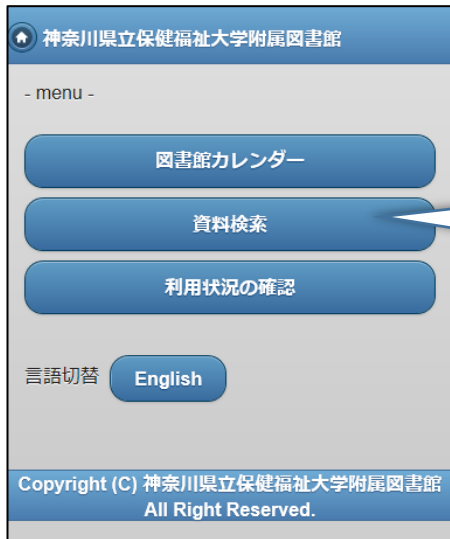 神奈川県立保健福祉大学附属図書館
- menu -
図書館カレンダー
資料検索
利用状況の確認
言語切替 English
Copyright (C) 神奈川県立保健福祉大学附属図書館
All Right Reserved.